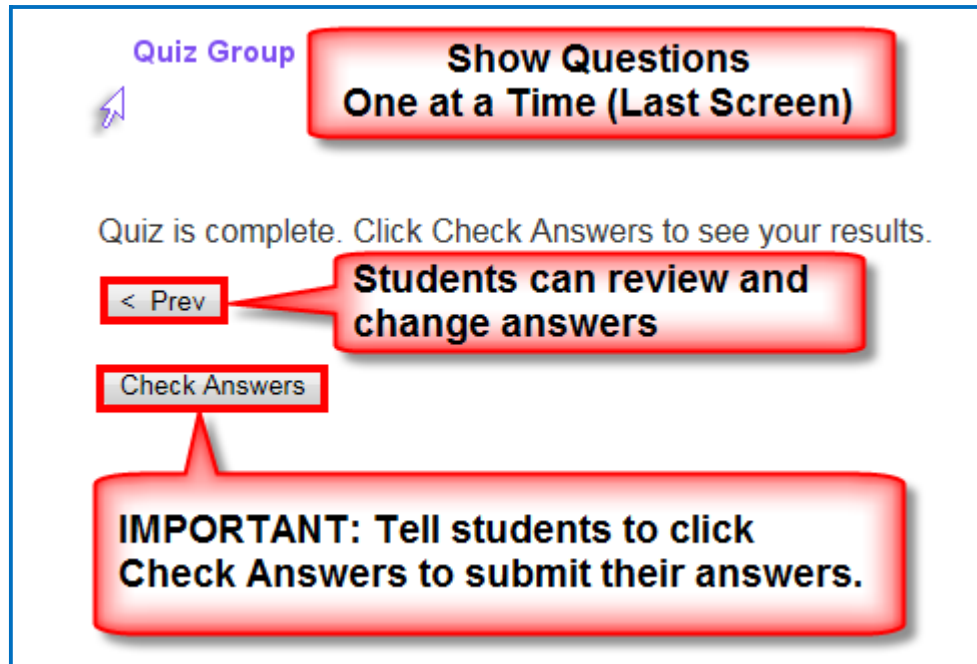 Quiz Group
Show Questions
One at a Time (Last Screen)
Quiz is complete. Click Check Answers to see your results.
< Prev
Students can review and
change answers
Check Answers
IMPORTANT: Tell students to click
Check Answers to submit their answers.